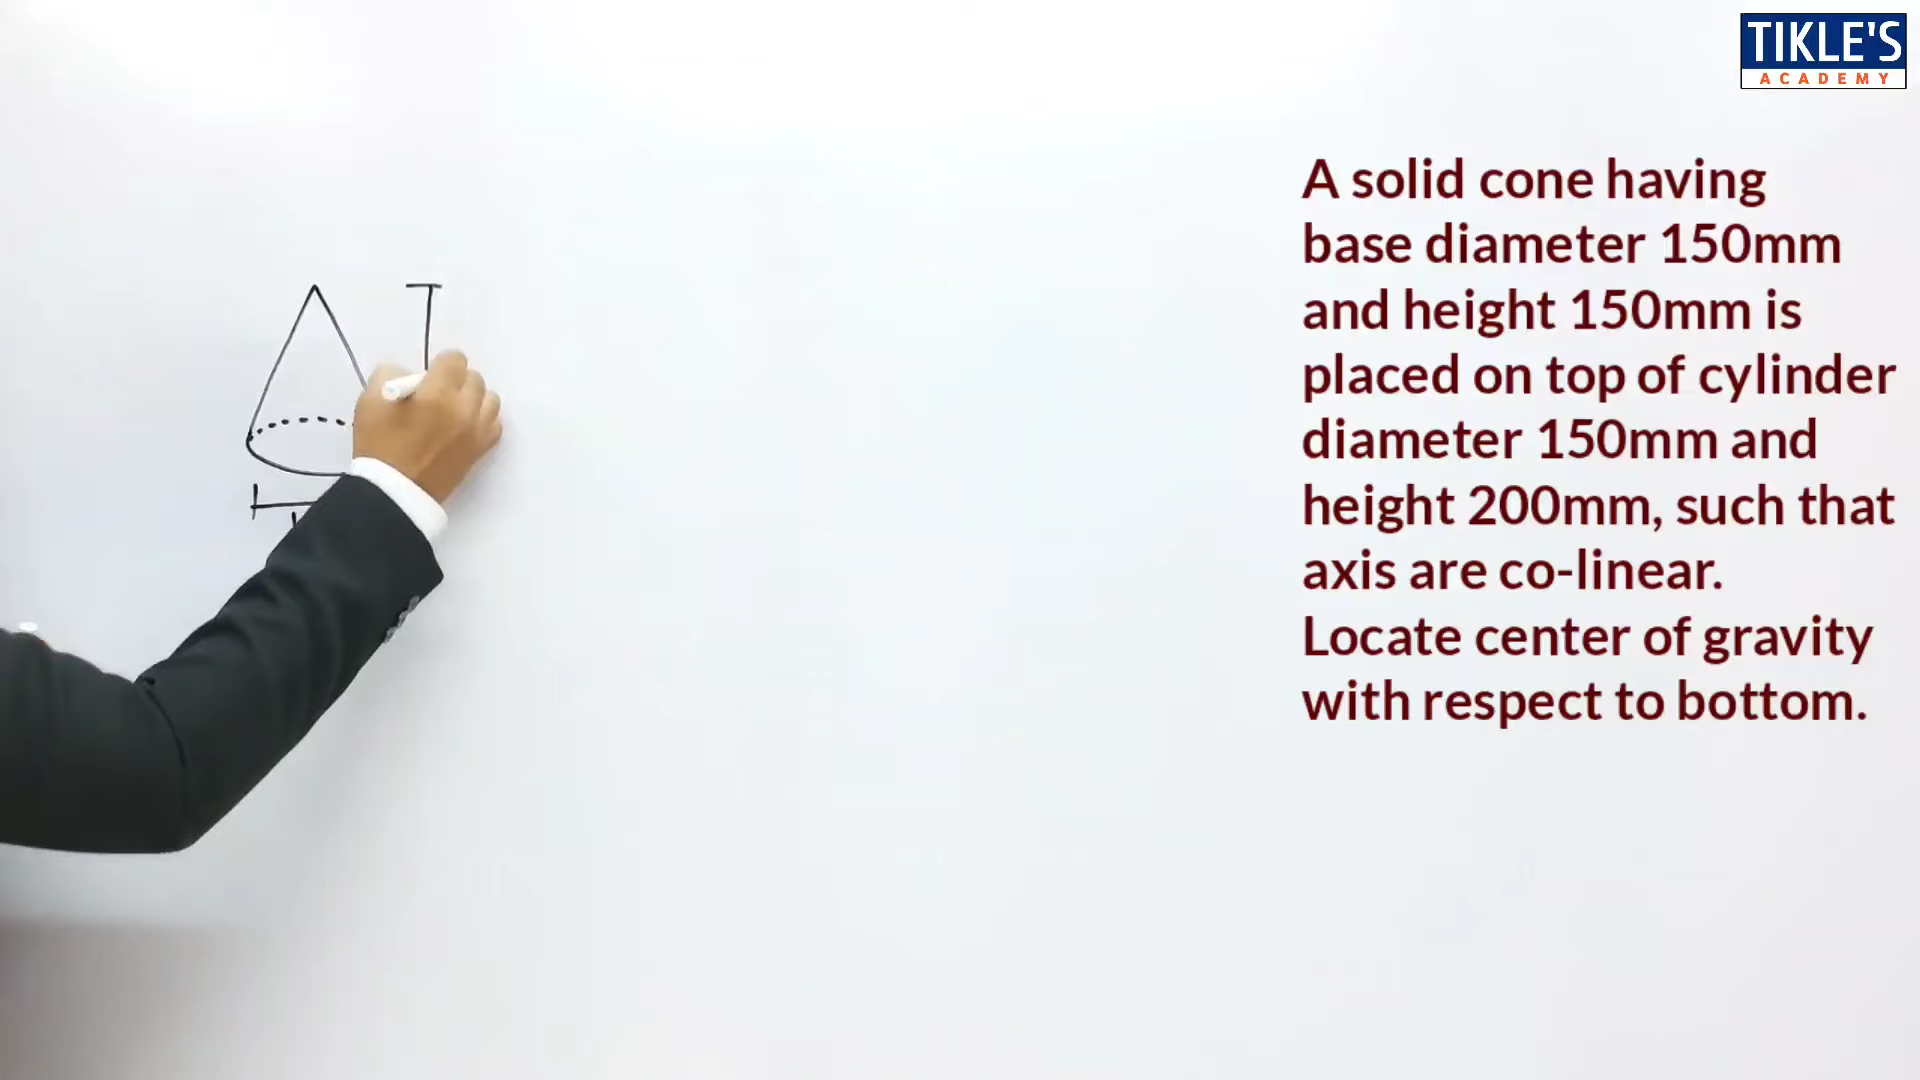 TIKLE'S
ACADEMY
A solid cone having
base diameter 150mm
and height 150mm is
placed on top of cylinder
diameter 150mm and
height 200mm, such that
axis are co-linear.
Locate center of gravity
with respect to bottom.